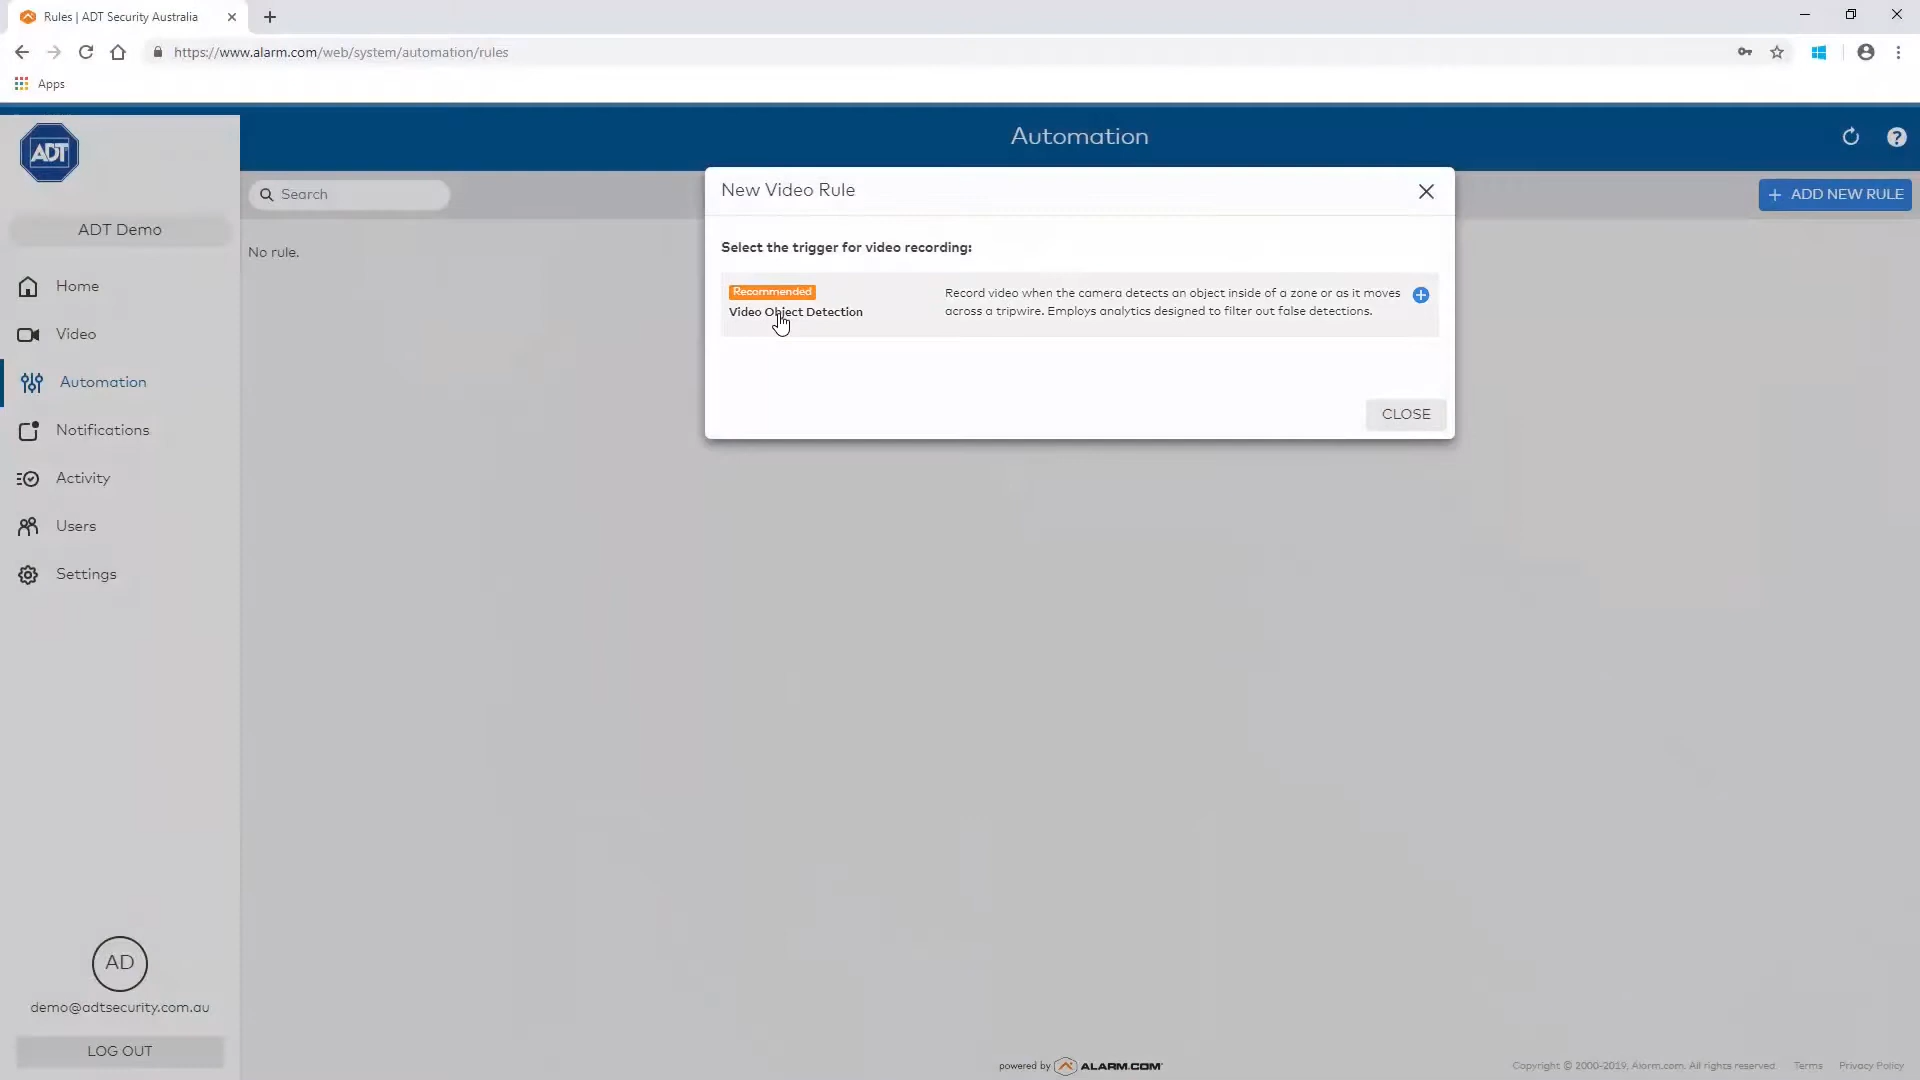 Rules | ADT Security Australia
https://www.alarm.com/web/system/automation/rules
Apps
ADT
Automation
ADT Demo
Search
ADD NEW RULE
No rule.
Home
Video
Automation
Notifications
Activity
Users
Settings
New Video Rule
Select the trigger for video recording:
Recommended
Video Object Detection
Record video when the camera detects an object inside of a zone or as it moves
across a tripwire. Employs analytics designed to filter out false detections.
CLOSE
AD
demo@adtsecurity.com.au
LOG OUT
powered by ALARM.COM
Copyright © 2000-2019, Alarm.com. All rights reserved. Terms Privacy Policy